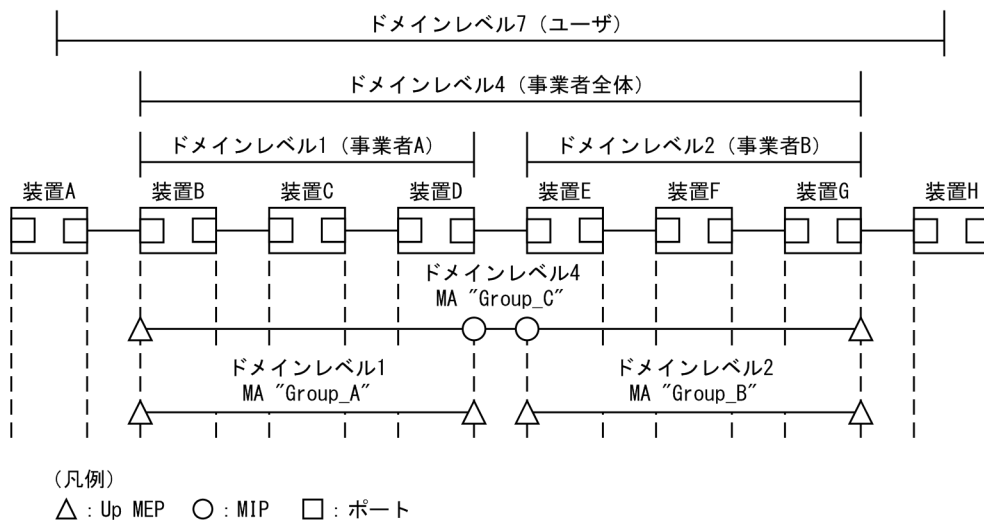 ドメインレベル7（ユーザ）
ドメインレベル4（事業者全体）
ドメインレベル1（事業者A）
ドメインレベル2（事業者B）
装置A
装置B
装置C
装置D
装置E
装置F
装置G
装置H
ドメインレベル4
MA "Group_C"
ドメインレベル1
MA "Group_A"
ドメインレベル2
MA "Group_B"
（凡例）
：Up MEP ：MIP ：ポート